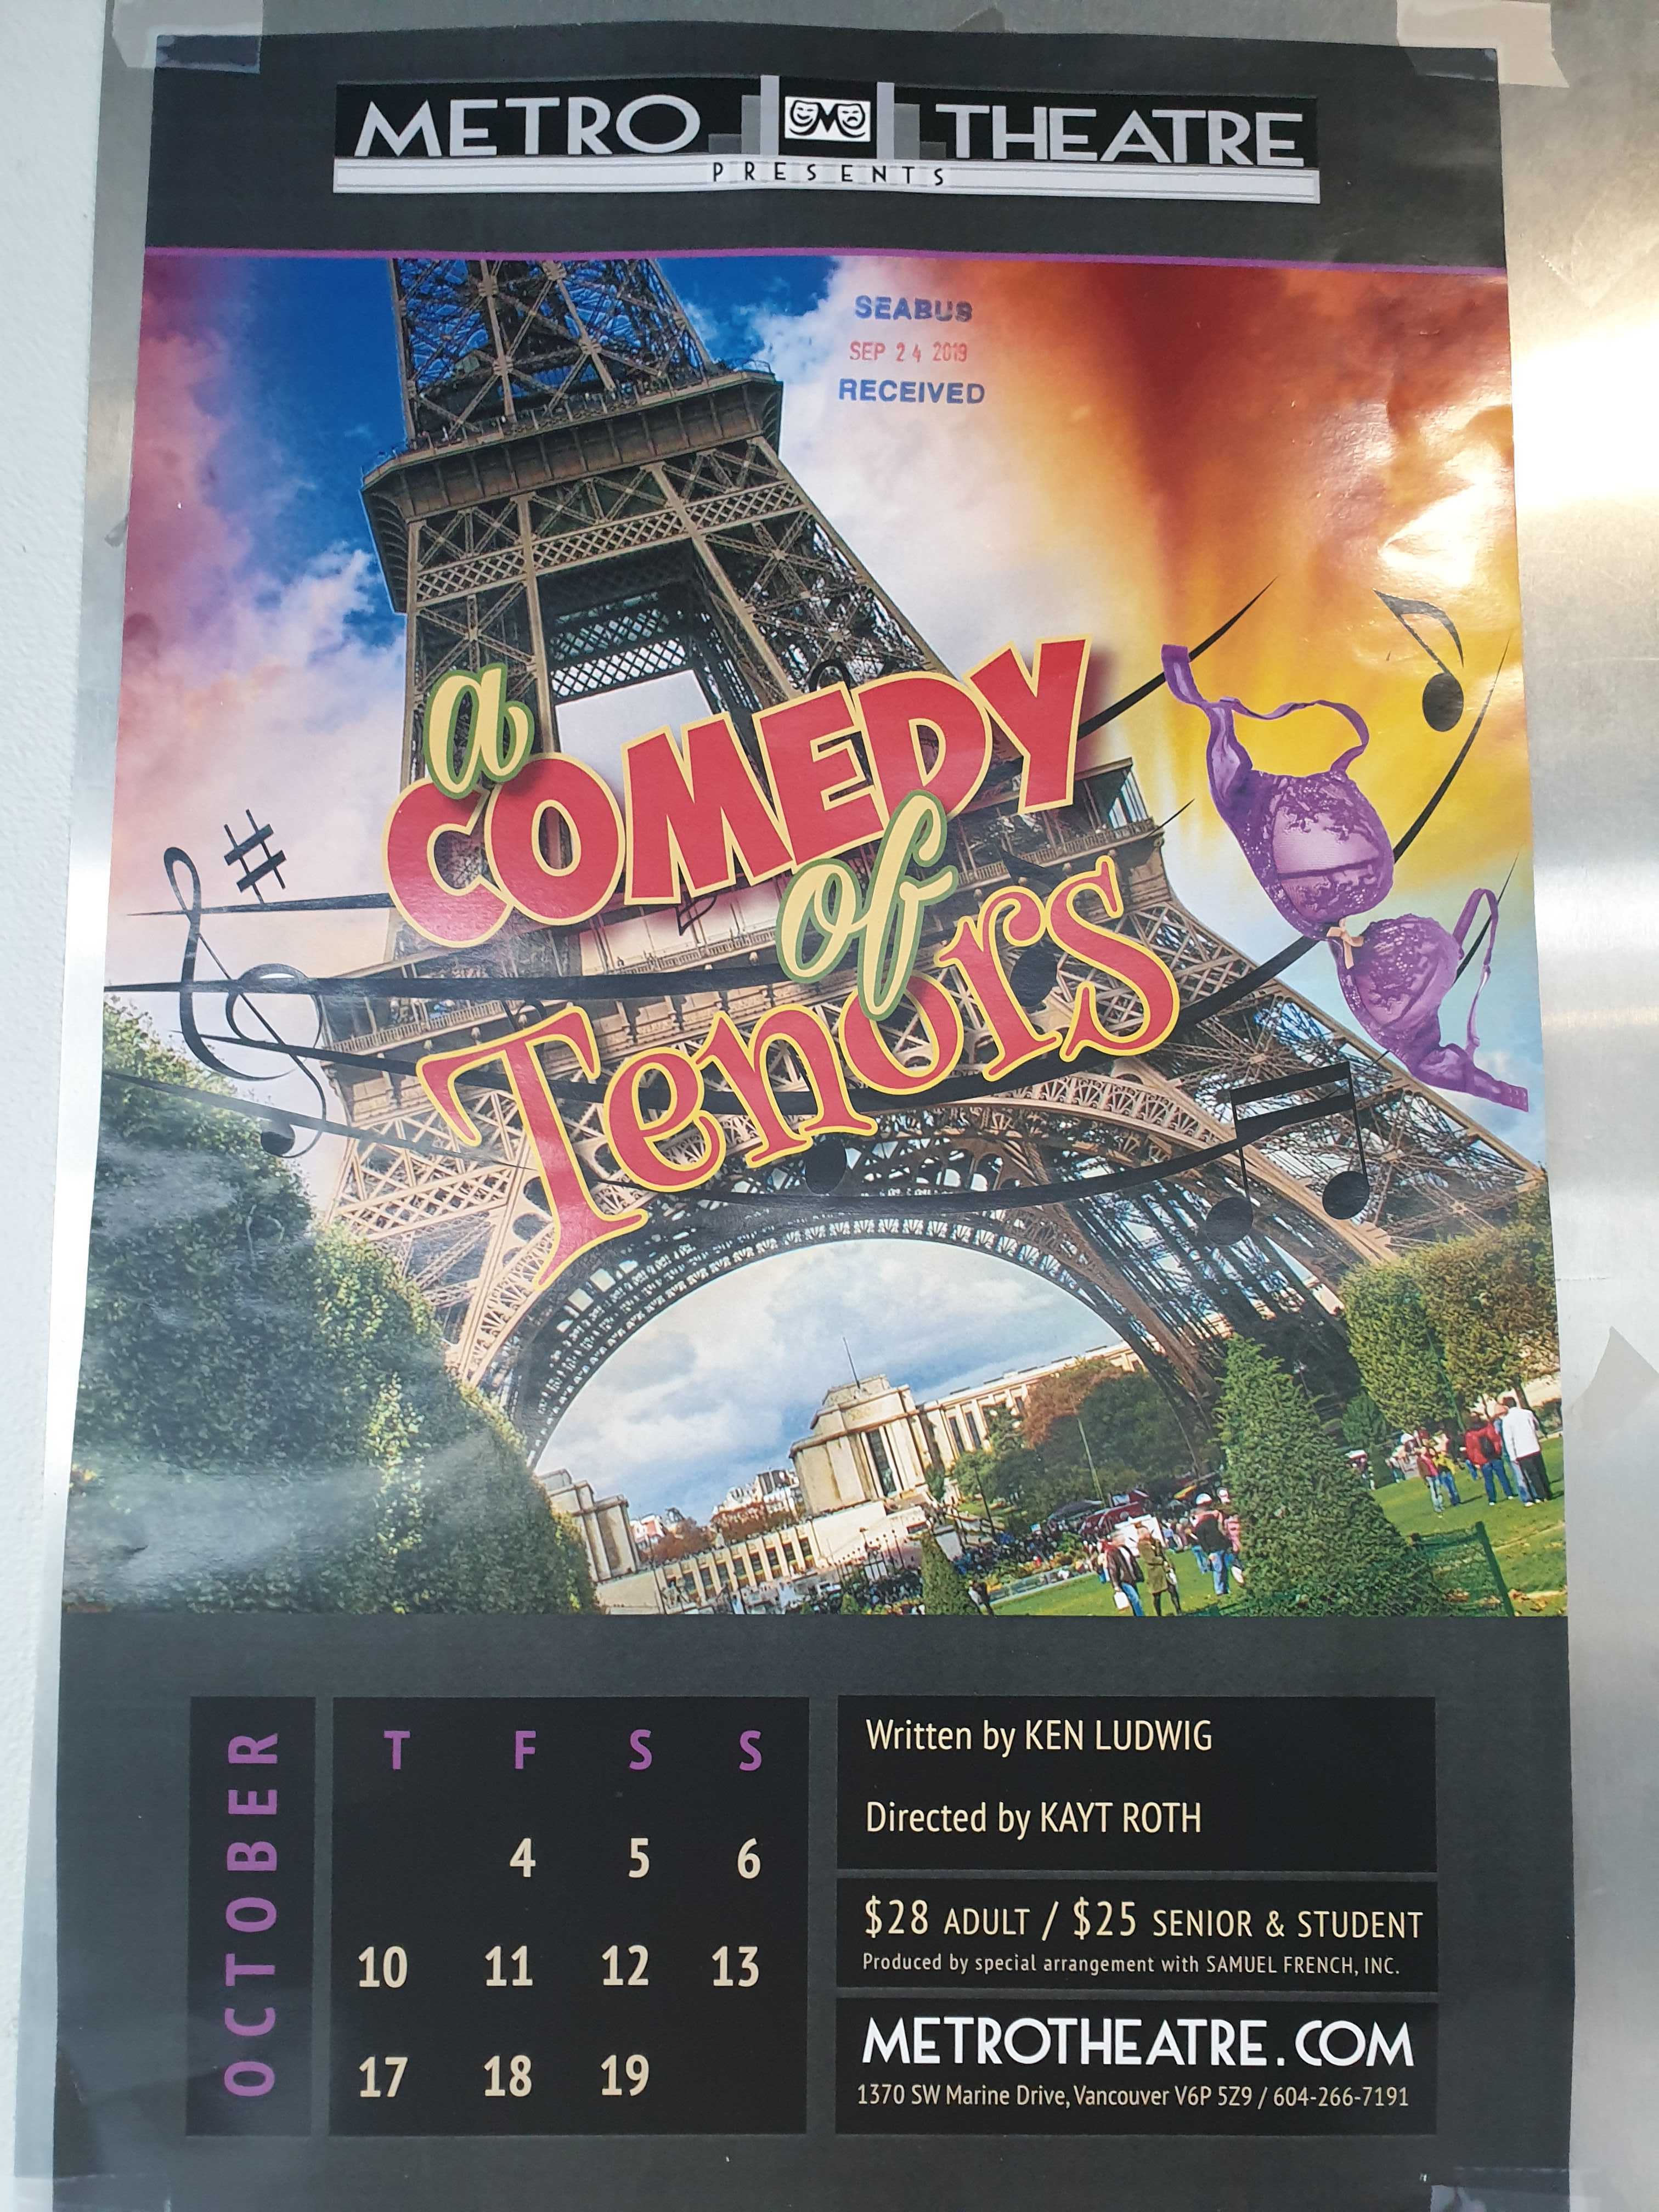 METRO M THEATRE
PRESENTS
SEABUS
SEP 24 2019
RECEIVED
a
COMEDY
of
Tenors
OCTOBER
T F S S
4 5 6
10 11 12 13
17 18 19
Written by KEN LUDWIG
Directed by KAYT ROTH
$28 ADULT / $25 SENIOR & STUDENT
Produced by special arrangement with SAMUEL FRENCH, INC.
METROTHEATRE.COM
1370 SW Marine Drive, Vancouver V6P 5Z9 / 604-266-7191